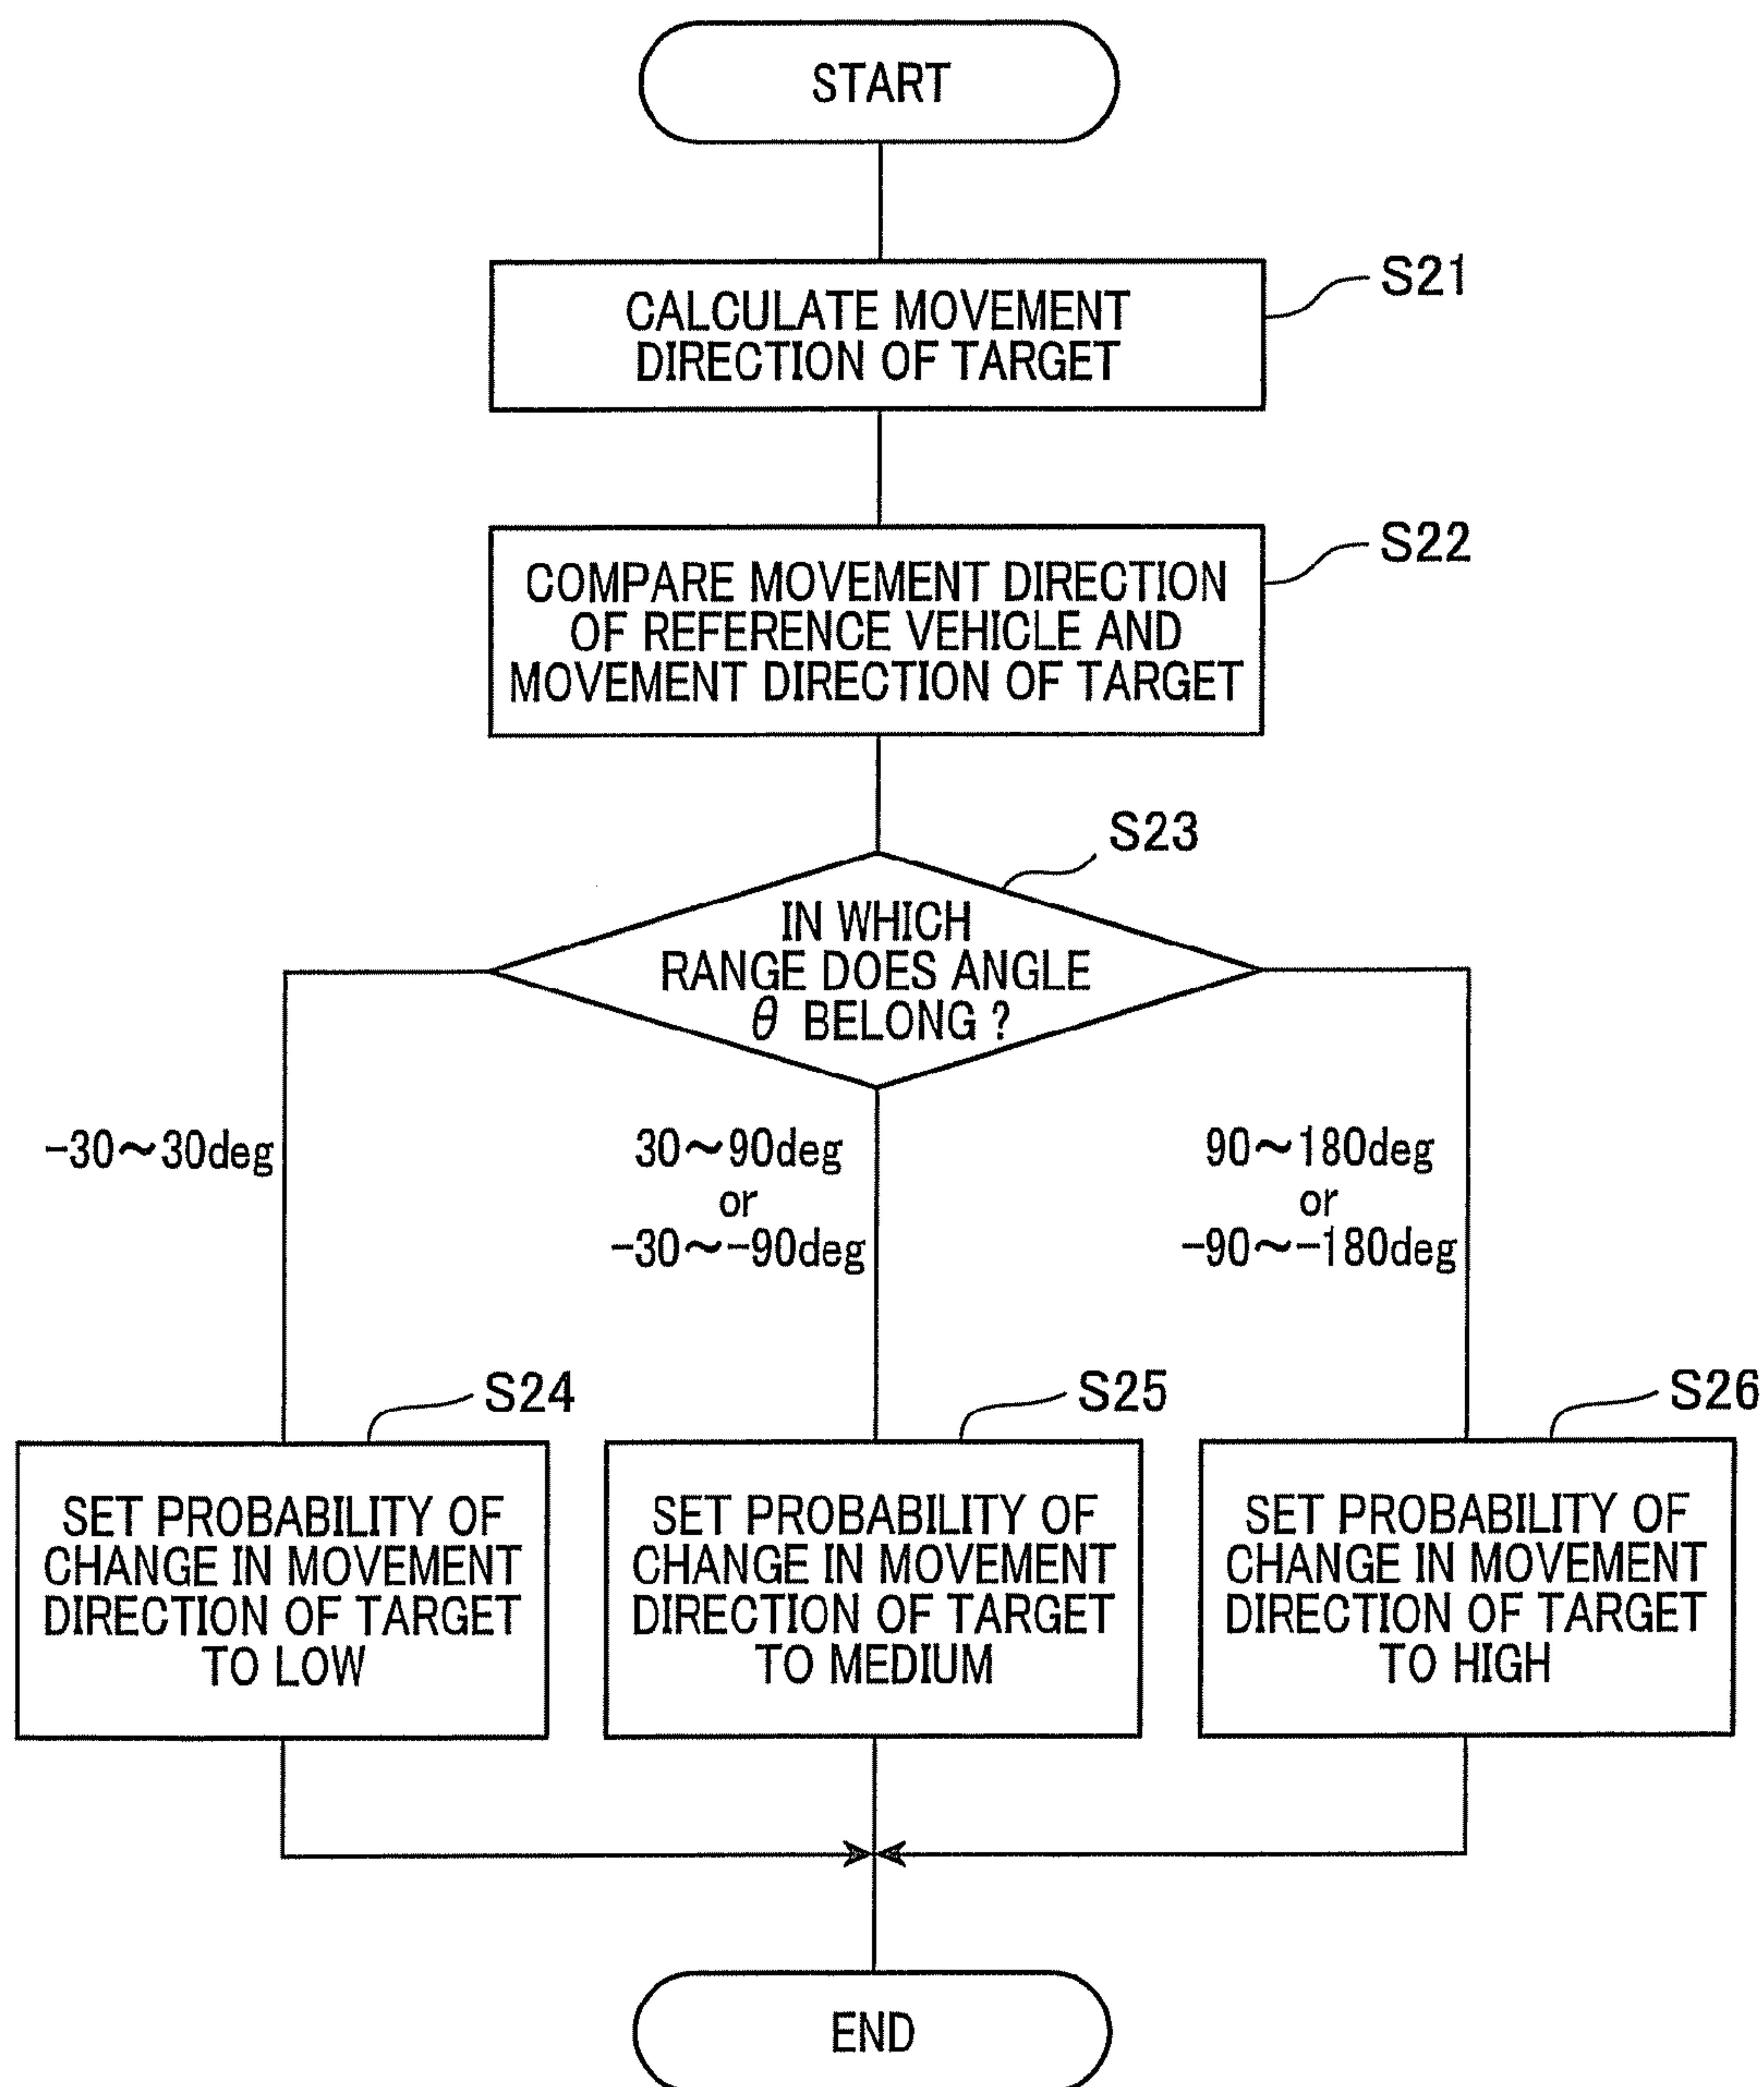 START
S21
CALCULATE MOVEMENT
DIRECTION OF TARGET
S22
COMPARE MOVEMENT DIRECTION
OF REFERENCE VEHICLE AND
MOVEMENT DIRECTION OF TARGET
S23
IN WHICH
RANGE DOES ANGLE
θ BELONG ?
-30~30deg
30~90deg
or
-30~-90deg
90~180deg
or
-90~-180deg
S24
SET PROBABILITY OF
CHANGE IN MOVEMENT
DIRECTION OF TARGET
TO LOW
S25
SET PROBABILITY OF
CHANGE IN MOVEMENT
DIRECTION OF TARGET
TO MEDIUM
S26
SET PROBABILITY OF
CHANGE IN MOVEMENT
DIRECTION OF TARGET
TO HIGH
END